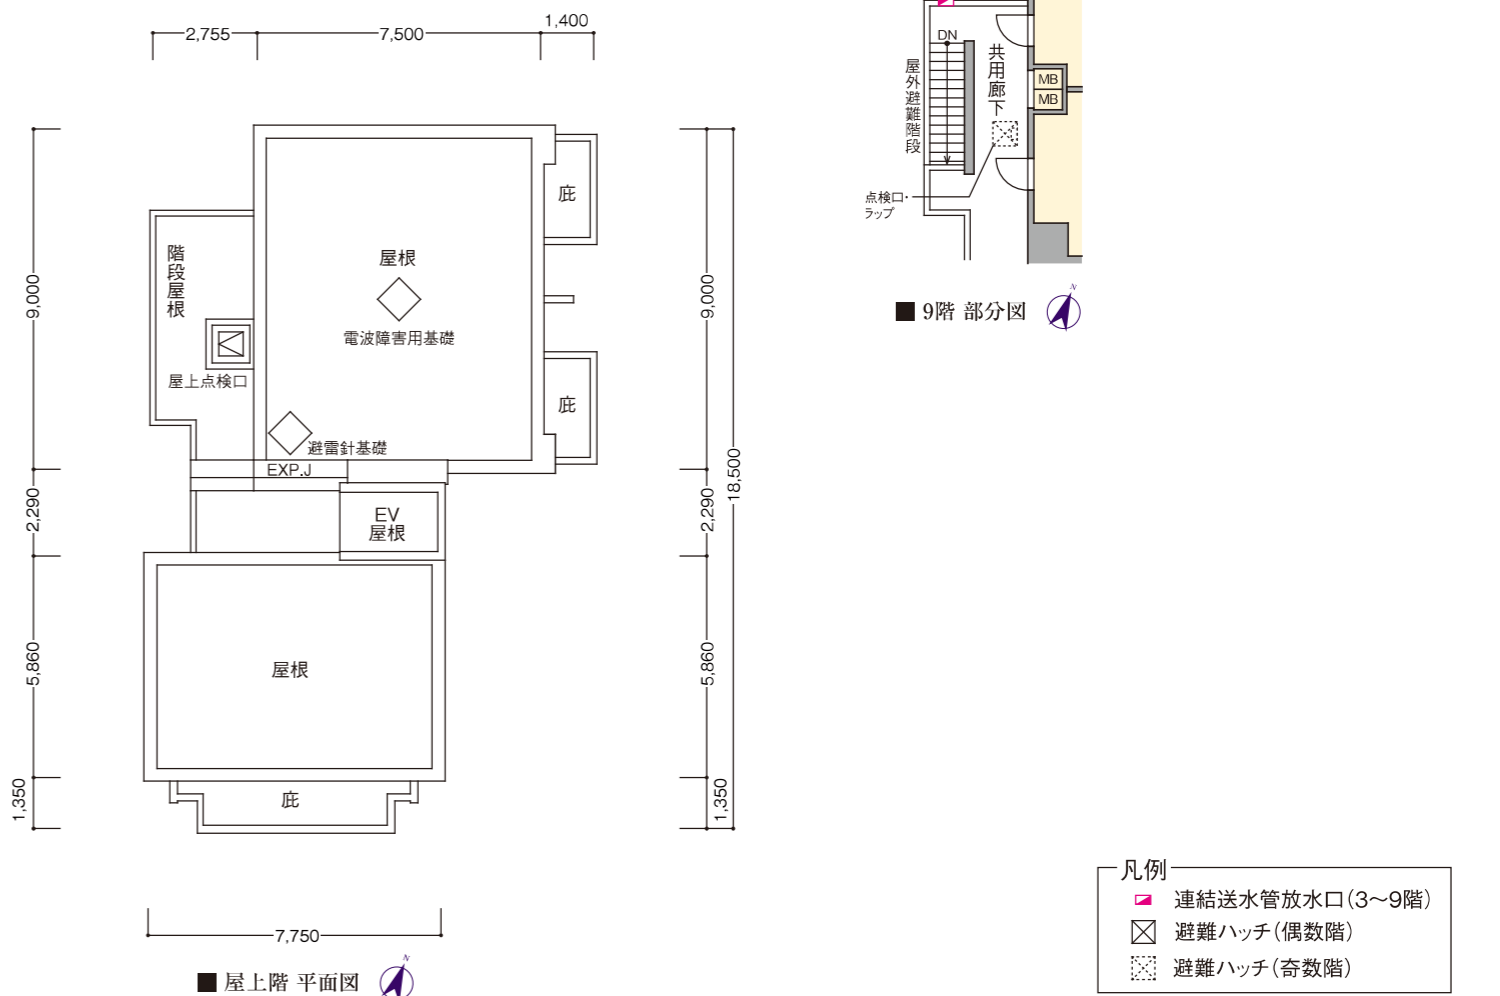 2,755
7,500
1,400
9,000
2,290
5,860
1,350
階段屋根
屋根
電波障害用基礎
屋上点検口
避雷針基礎
EXP.J
EV
屋根
庇
庇
屋根
庇
9,000
2,290
5,860
1,350
18,500
7,750
■ 屋上階 平面図
N
DN
屋外避難階段
共用廊下
MB
MB
点検口・
ラップ
■ 9階 部分図
N
凡例
連結送水管放水口(3〜9階)
避難ハッチ(偶数階)
避難ハッチ(奇数階)